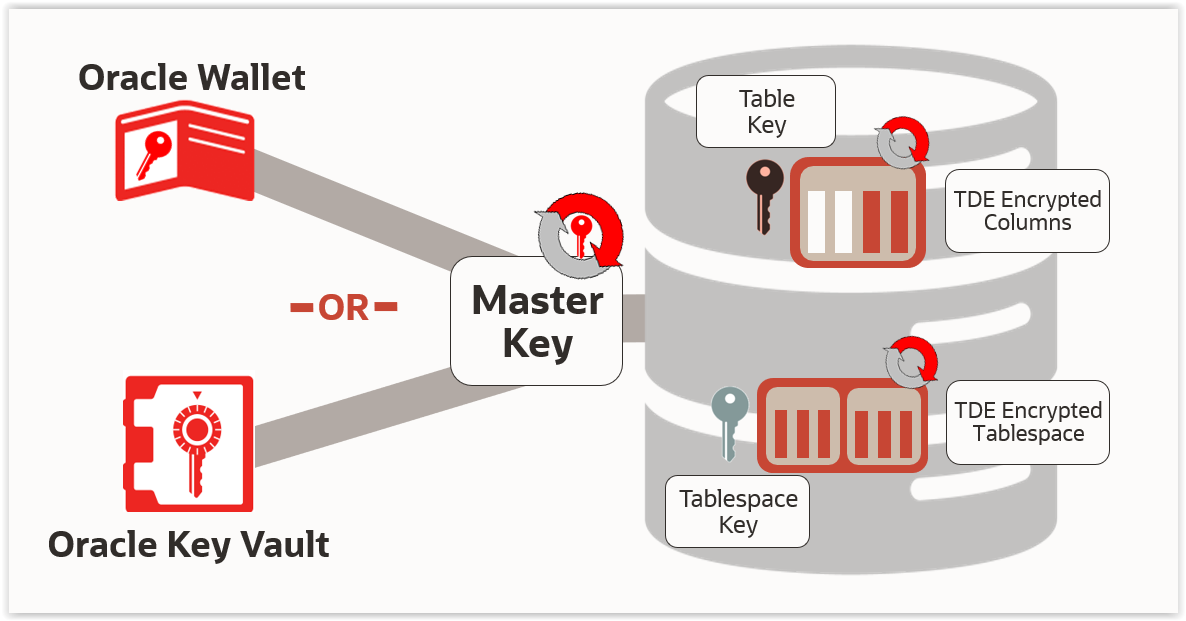 Oracle Wallet
Table
Key
TDE Encrypted
Columns
-OR-
Master
Key
TDE Encrypted
Tablespace
Tablespace
Key
Oracle Key Vault